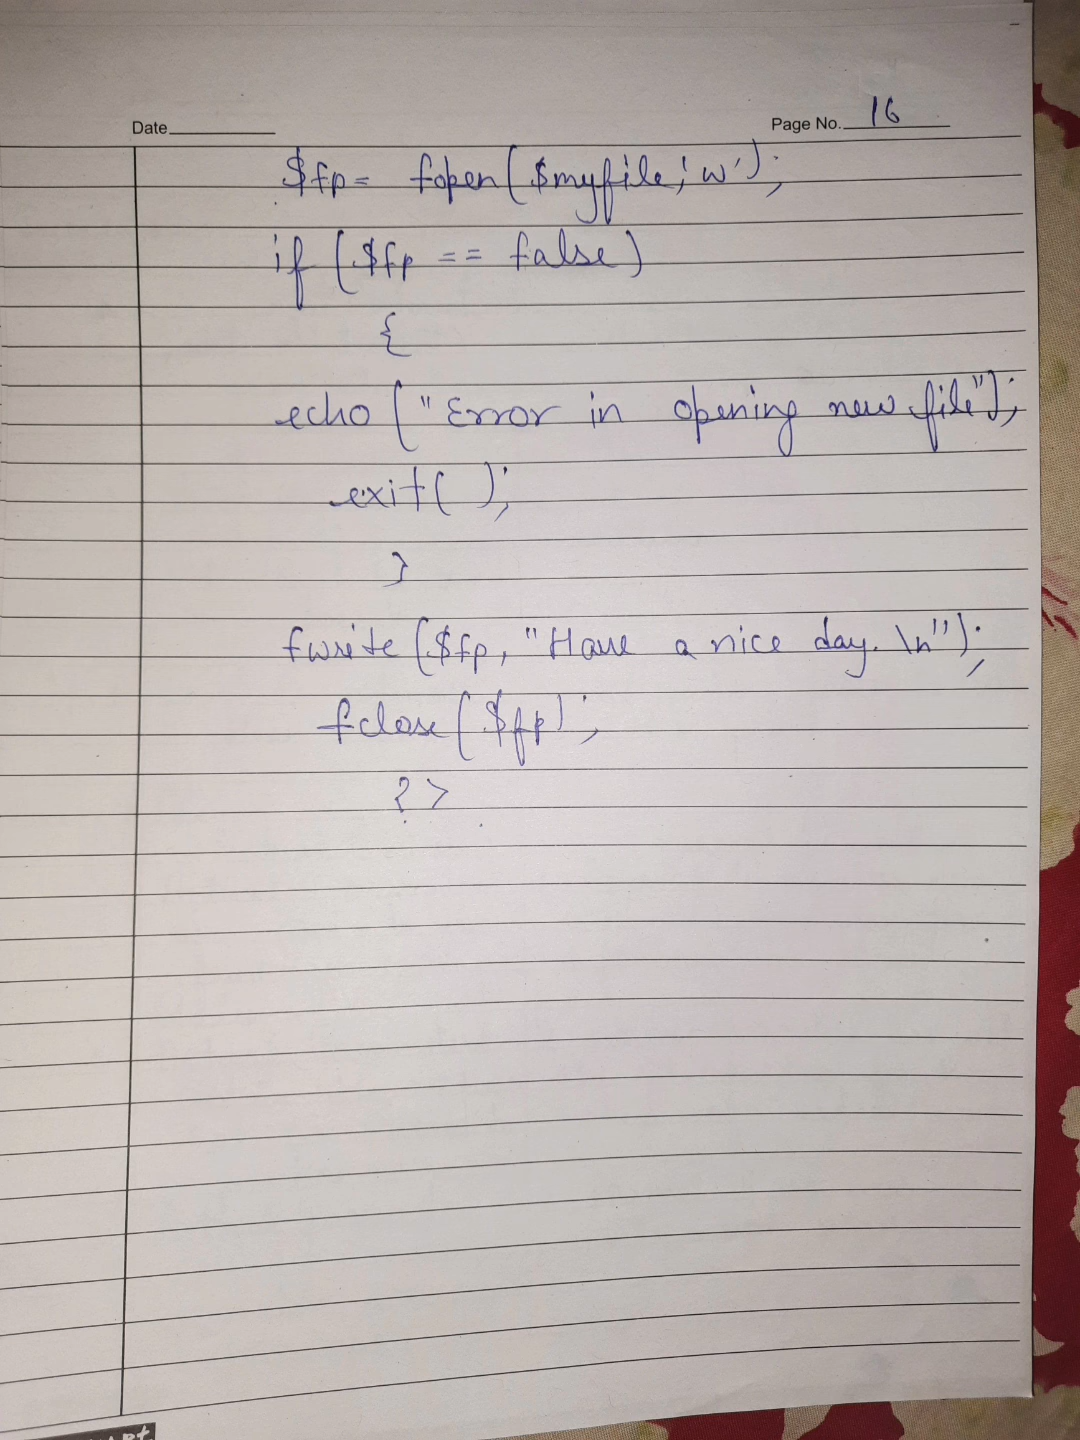 Date
Page No. 16
$fp = fopen($myfile,'w');
if ($fp == false)
{
echo ("Error in opening new file");
exit( );
}
fwrite ($fp, "Have a nice day. \n");
fclose ($fp);
?>